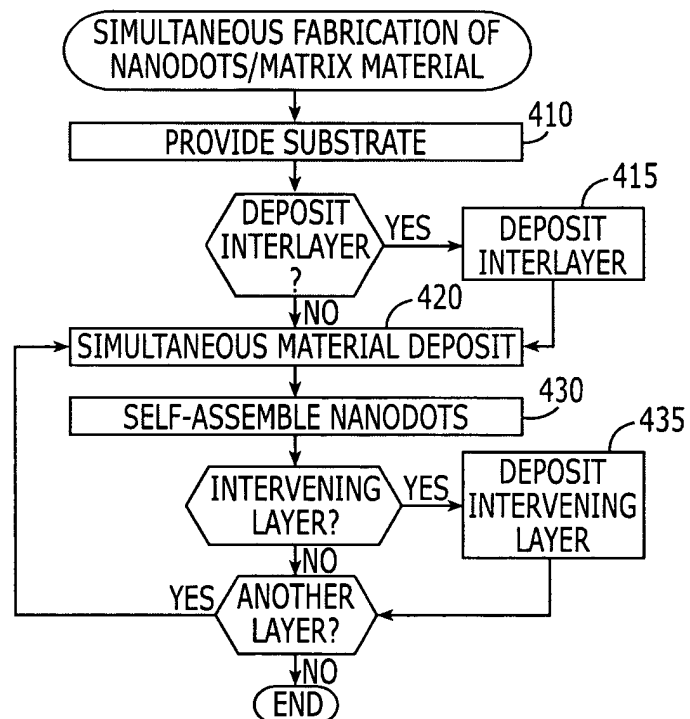 SIMULTANEOUS FABRICATION OF
NANODOTS/MATRIX MATERIAL
410
PROVIDE SUBSTRATE
415
DEPOSIT
INTERLAYER
?
YES
DEPOSIT
INTERLAYER
NO
420
SIMULTANEOUS MATERIAL DEPOSIT
430
SELF-ASSEMBLE NANODOTS
435
INTERVENING
LAYER?
YES
DEPOSIT
INTERVENING
LAYER
NO
YES
ANOTHER
LAYER?
NO
END